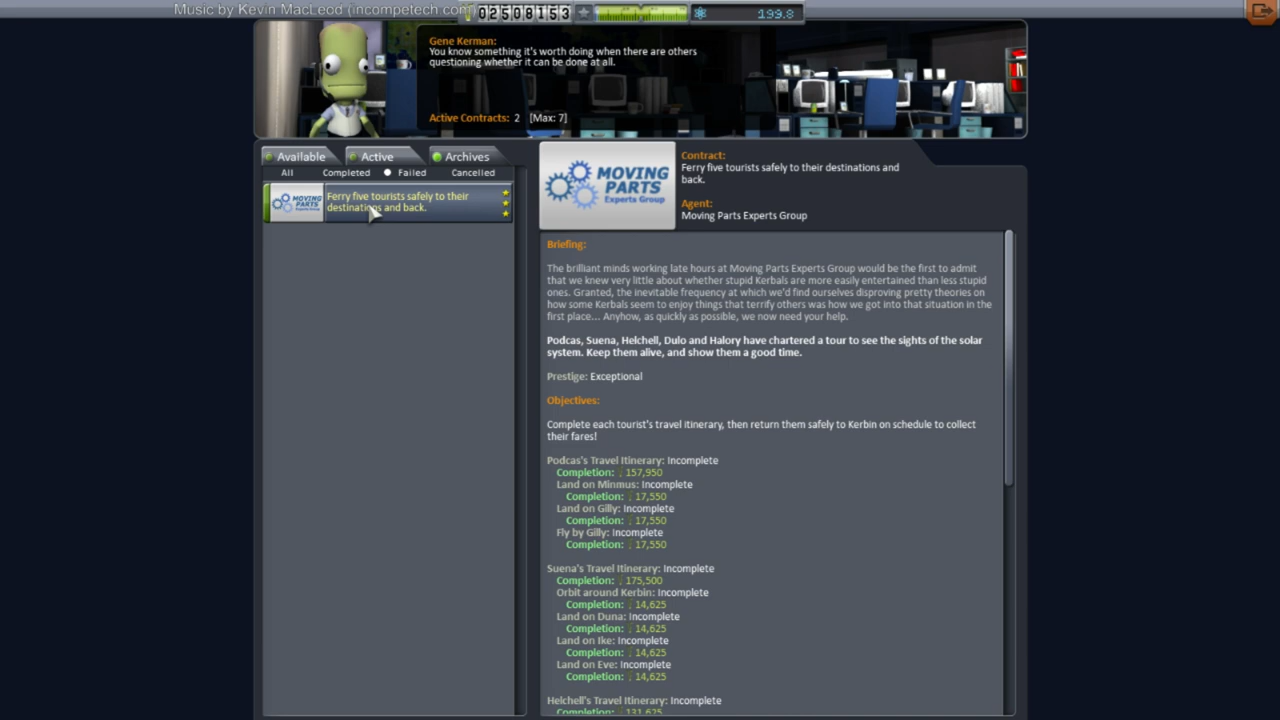 Music by Kevin MacLeod (incompetech.com)
02508153
199.8
Gene Kerman:
You know something it's worth doing when there are others
questioning whether it can be done at all.
Active Contracts: 2 [Max: 7]
Available
Active
Archives
All
Completed
Failed
Cancelled
MOVING
PARTS
Ferry five tourists safely to their
destinations and back.
MOVING
PARTS
Experts Group
Contract:
Ferry five tourists safely to their destinations and
back.
Agent:
Moving Parts Experts Group
Briefing:
The brilliant minds working late hours at Moving Parts Experts Group would be the first to admit
that we knew very little about whether stupid Kerbals are more easily entertained than less stupid
ones. Granted, the inevitable frequency at which we'd find ourselves disproving pretty theories on
how some Kerbals seem to enjoy things that terrify others was how we got into that situation in the
first place... Anyhow, as quickly as possible, we now need your help.
Podcas, Suena, Helchell, Dulo and Halory have chartered a tour to see the sights of the solar
system. Keep them alive, and show them a good time.
Prestige: Exceptional
Objectives:
Complete each tourist's travel itinerary, then return them safely to Kerbin on schedule to collect
their fares!
Podcas's Travel Itinerary: Incomplete
Completion: 157,950
Land on Minmus: Incomplete
Completion: 17,550
Land on Gilly: Incomplete
Completion: 17,550
Fly by Gilly: Incomplete
Completion: 17,550
Suena's Travel Itinerary: Incomplete
Completion: 175,500
Orbit around Kerbin: Incomplete
Completion: 14,625
Land on Duna: Incomplete
Completion: 14,625
Land on Ike: Incomplete
Completion: 14,625
Land on Eve: Incomplete
Completion: 14,625
Helchell's Travel Itinerary: Incomplete
Completion: 131,625